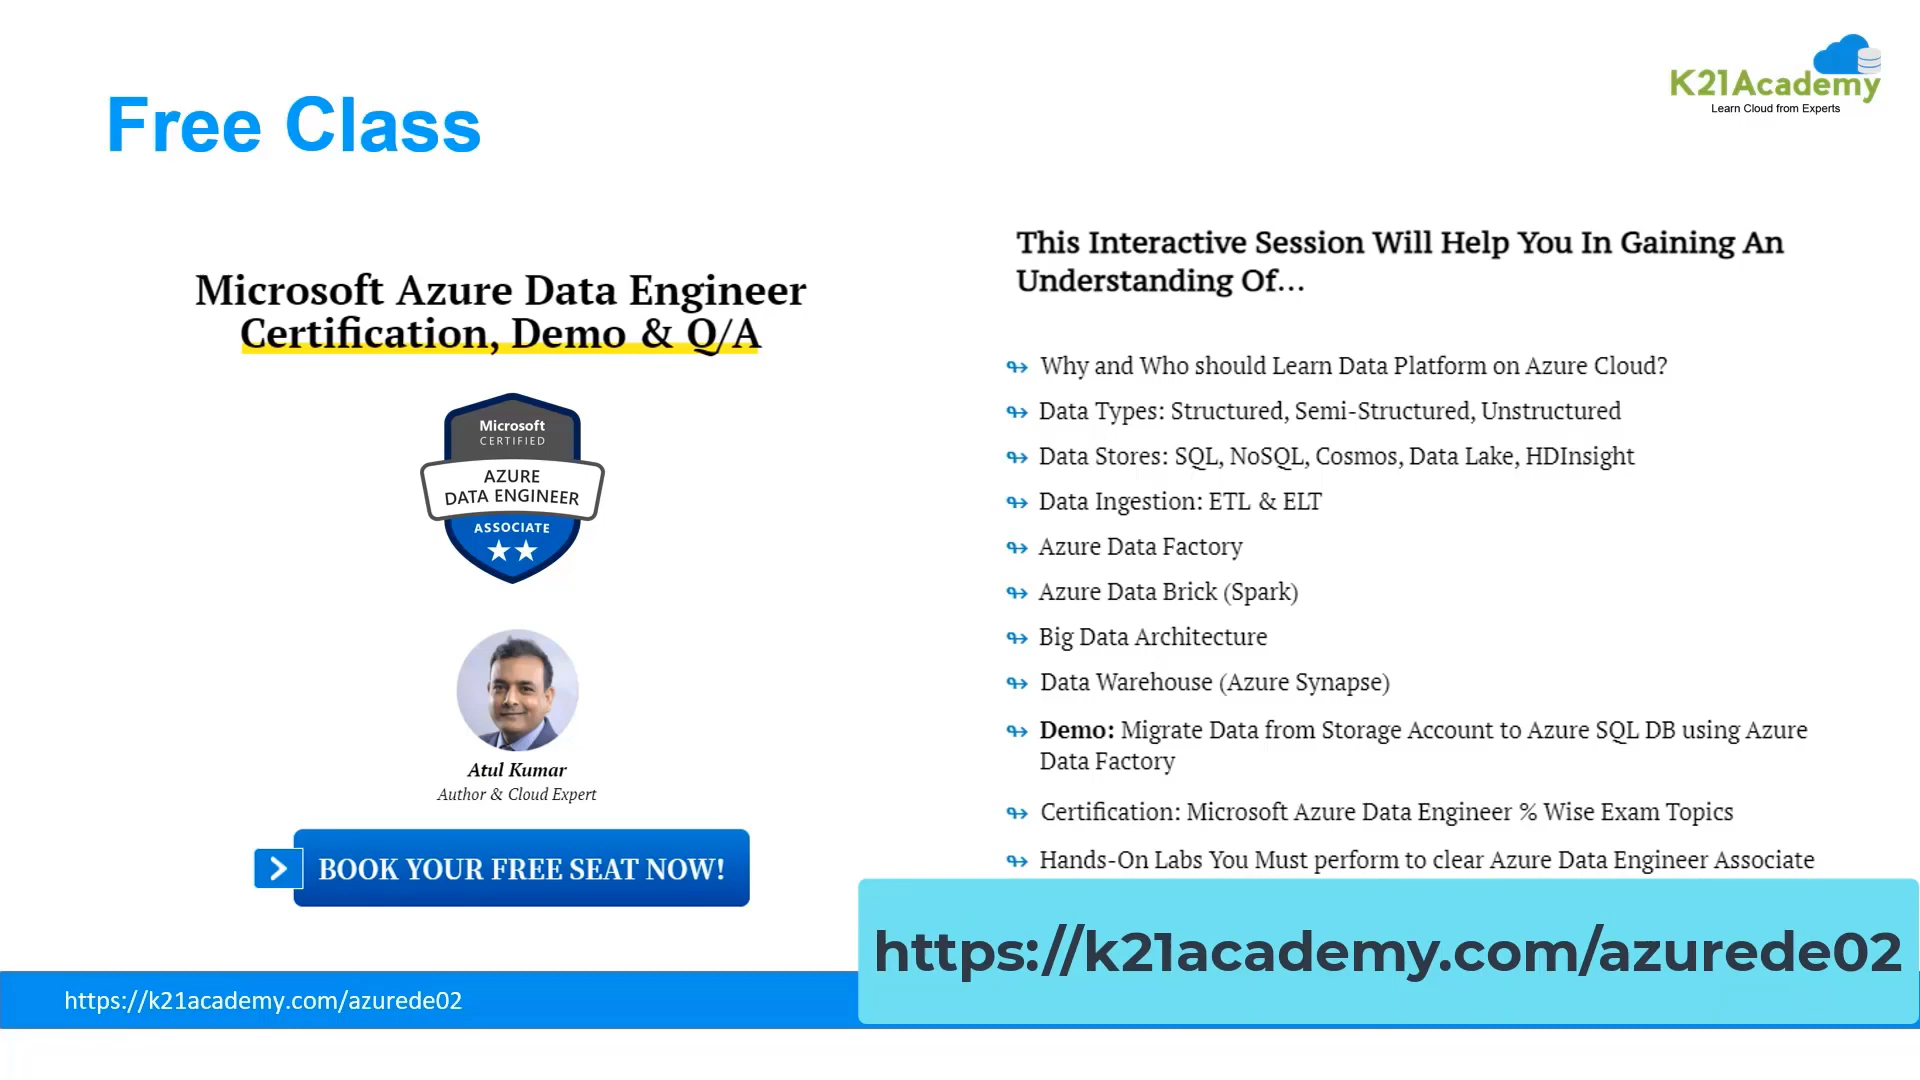 K21Academy
Learn Cloud from Experts
Free Class
Microsoft Azure Data Engineer
Certification, Demo & Q/A
Microsoft
CERTIFIED
AZURE
DATA ENGINEER
ASSOCIATE
Atul Kumar
Author & Cloud Expert
BOOK YOUR FREE SEAT NOW!
This Interactive Session Will Help You In Gaining An
Understanding Of...
Why and Who should Learn Data Platform on Azure Cloud?
Data Types: Structured, Semi-Structured, Unstructured
Data Stores: SQL, NoSQL, Cosmos, Data Lake, HDInsight
Data Ingestion: ETL & ELT
Azure Data Factory
Azure Data Brick (Spark)
Big Data Architecture
Data Warehouse (Azure Synapse)
Demo: Migrate Data from Storage Account to Azure SQL DB using Azure
Data Factory
Certification: Microsoft Azure Data Engineer % Wise Exam Topics
Hands-On Labs You Must perform to clear Azure Data Engineer Associate
https://k21academy.com/azurede02
https://k21academy.com/azurede02